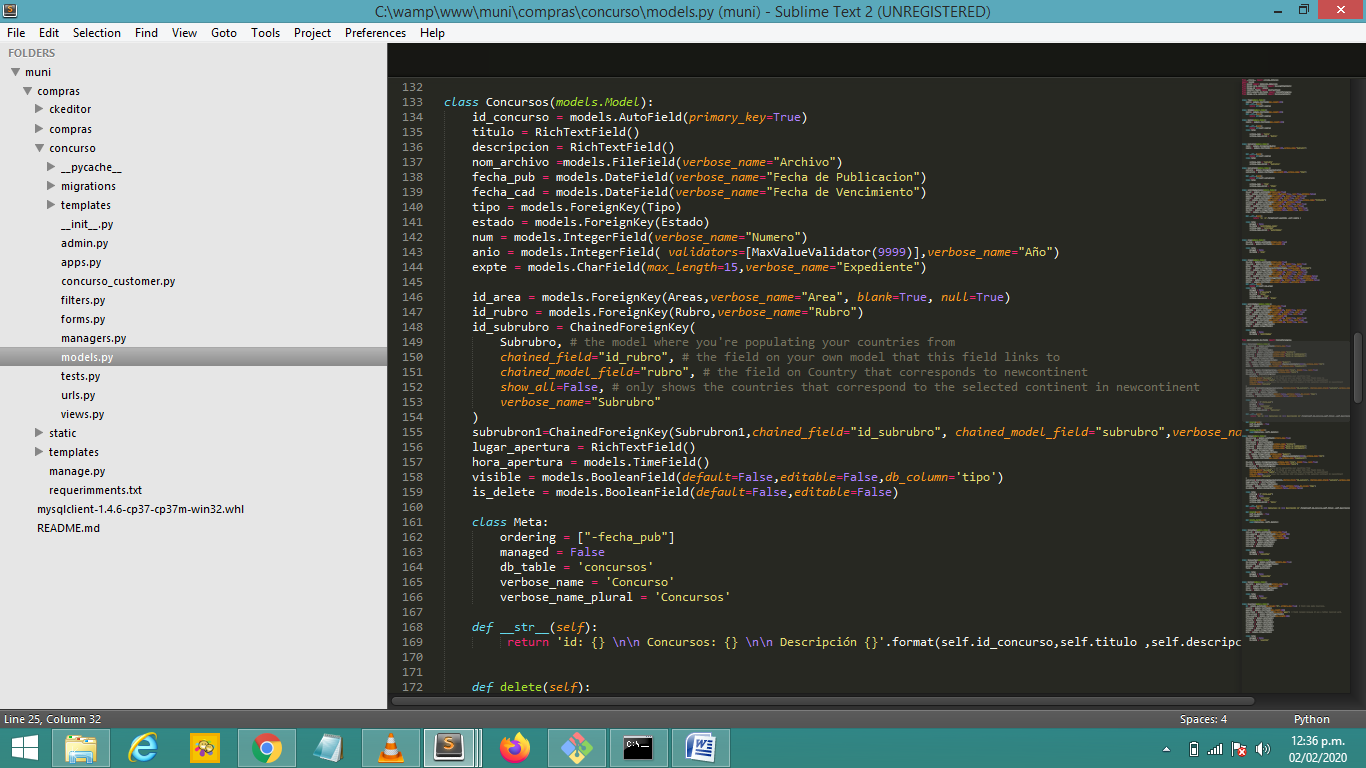 C:\wamp\www\muni\compras\concurso\models.py (muni) - Sublime Text 2 (UNREGISTERED)
File Edit Selection Find View Goto Tools Project Preferences Help
FOLDERS
muni
compras
ckeditor
compras
concurso
__pycache__
migrations
templates
__init__.py
admin.py
apps.py
concurso_customer.py
filters.py
forms.py
managers.py
models.py
tests.py
urls.py
views.py
static
templates
manage.py
requerimments.txt
mysqlclient-1.4.6-cp37-cp37m-win32.whl
README.md
132
133 class Concursos(models.Model):
134 id_concurso = models.AutoField(primary_key=True)
135 titulo = RichTextField()
136 descripcion = RichTextField()
137 nom_archivo =models.FileField(verbose_name="Archivo")
138 fecha_pub = models.DateField(verbose_name="Fecha de Publicacion")
139 fecha_cad = models.DateField(verbose_name="Fecha de Vencimiento")
140 tipo = models.ForeignKey(Tipo)
141 estado = models.ForeignKey(Estado)
142 num = models.IntegerField(verbose_name="Numero")
143 anio = models.IntegerField( validators=[MaxValueValidator(9999)],verbose_name="Año")
144 expte = models.CharField(max_length=15,verbose_name="Expediente")
145
146 id_area = models.ForeignKey(Areas,verbose_name="Area", blank=True, null=True)
147 id_rubro = models.ForeignKey(Rubro,verbose_name="Rubro")
148 id_subrubro = ChainedForeignKey(
149 Subrubro, # the model where you're populating your countries from
150 chained_field="id_rubro", # the field on your own model that this field links to
151 chained_model_field="rubro", # the field on Country that corresponds to newcontinent
152 show_all=False, # only shows the countries that correspond to the selected continent in newcontinent
153 verbose_name="Subrubro"
154 )
155 subrubron1=ChainedForeignKey(Subrubron1,chained_field="id_subrubro", chained_model_field="subrubro",verbose_na
156 lugar_apertura = RichTextField()
157 hora_apertura = models.TimeField()
158 visible = models.BooleanField(default=False,editable=False,db_column='tipo')
159 is_delete = models.BooleanField(default=False,editable=False)
160
161 class Meta:
162 ordering = ["-fecha_pub"]
163 managed = False
164 db_table = 'concursos'
165 verbose_name = 'Concurso'
166 verbose_name_plural = 'Concursos'
167
168 def __str__(self):
169 return 'id: {} \n\n Concursos: {} \n\n Descripción {}'.format(self.id_concurso,self.titulo ,self.descripc
170
171
172 def delete(self):
Line 25, Column 32
Spaces: 4
Python
12:36 p.m.
02/02/2020